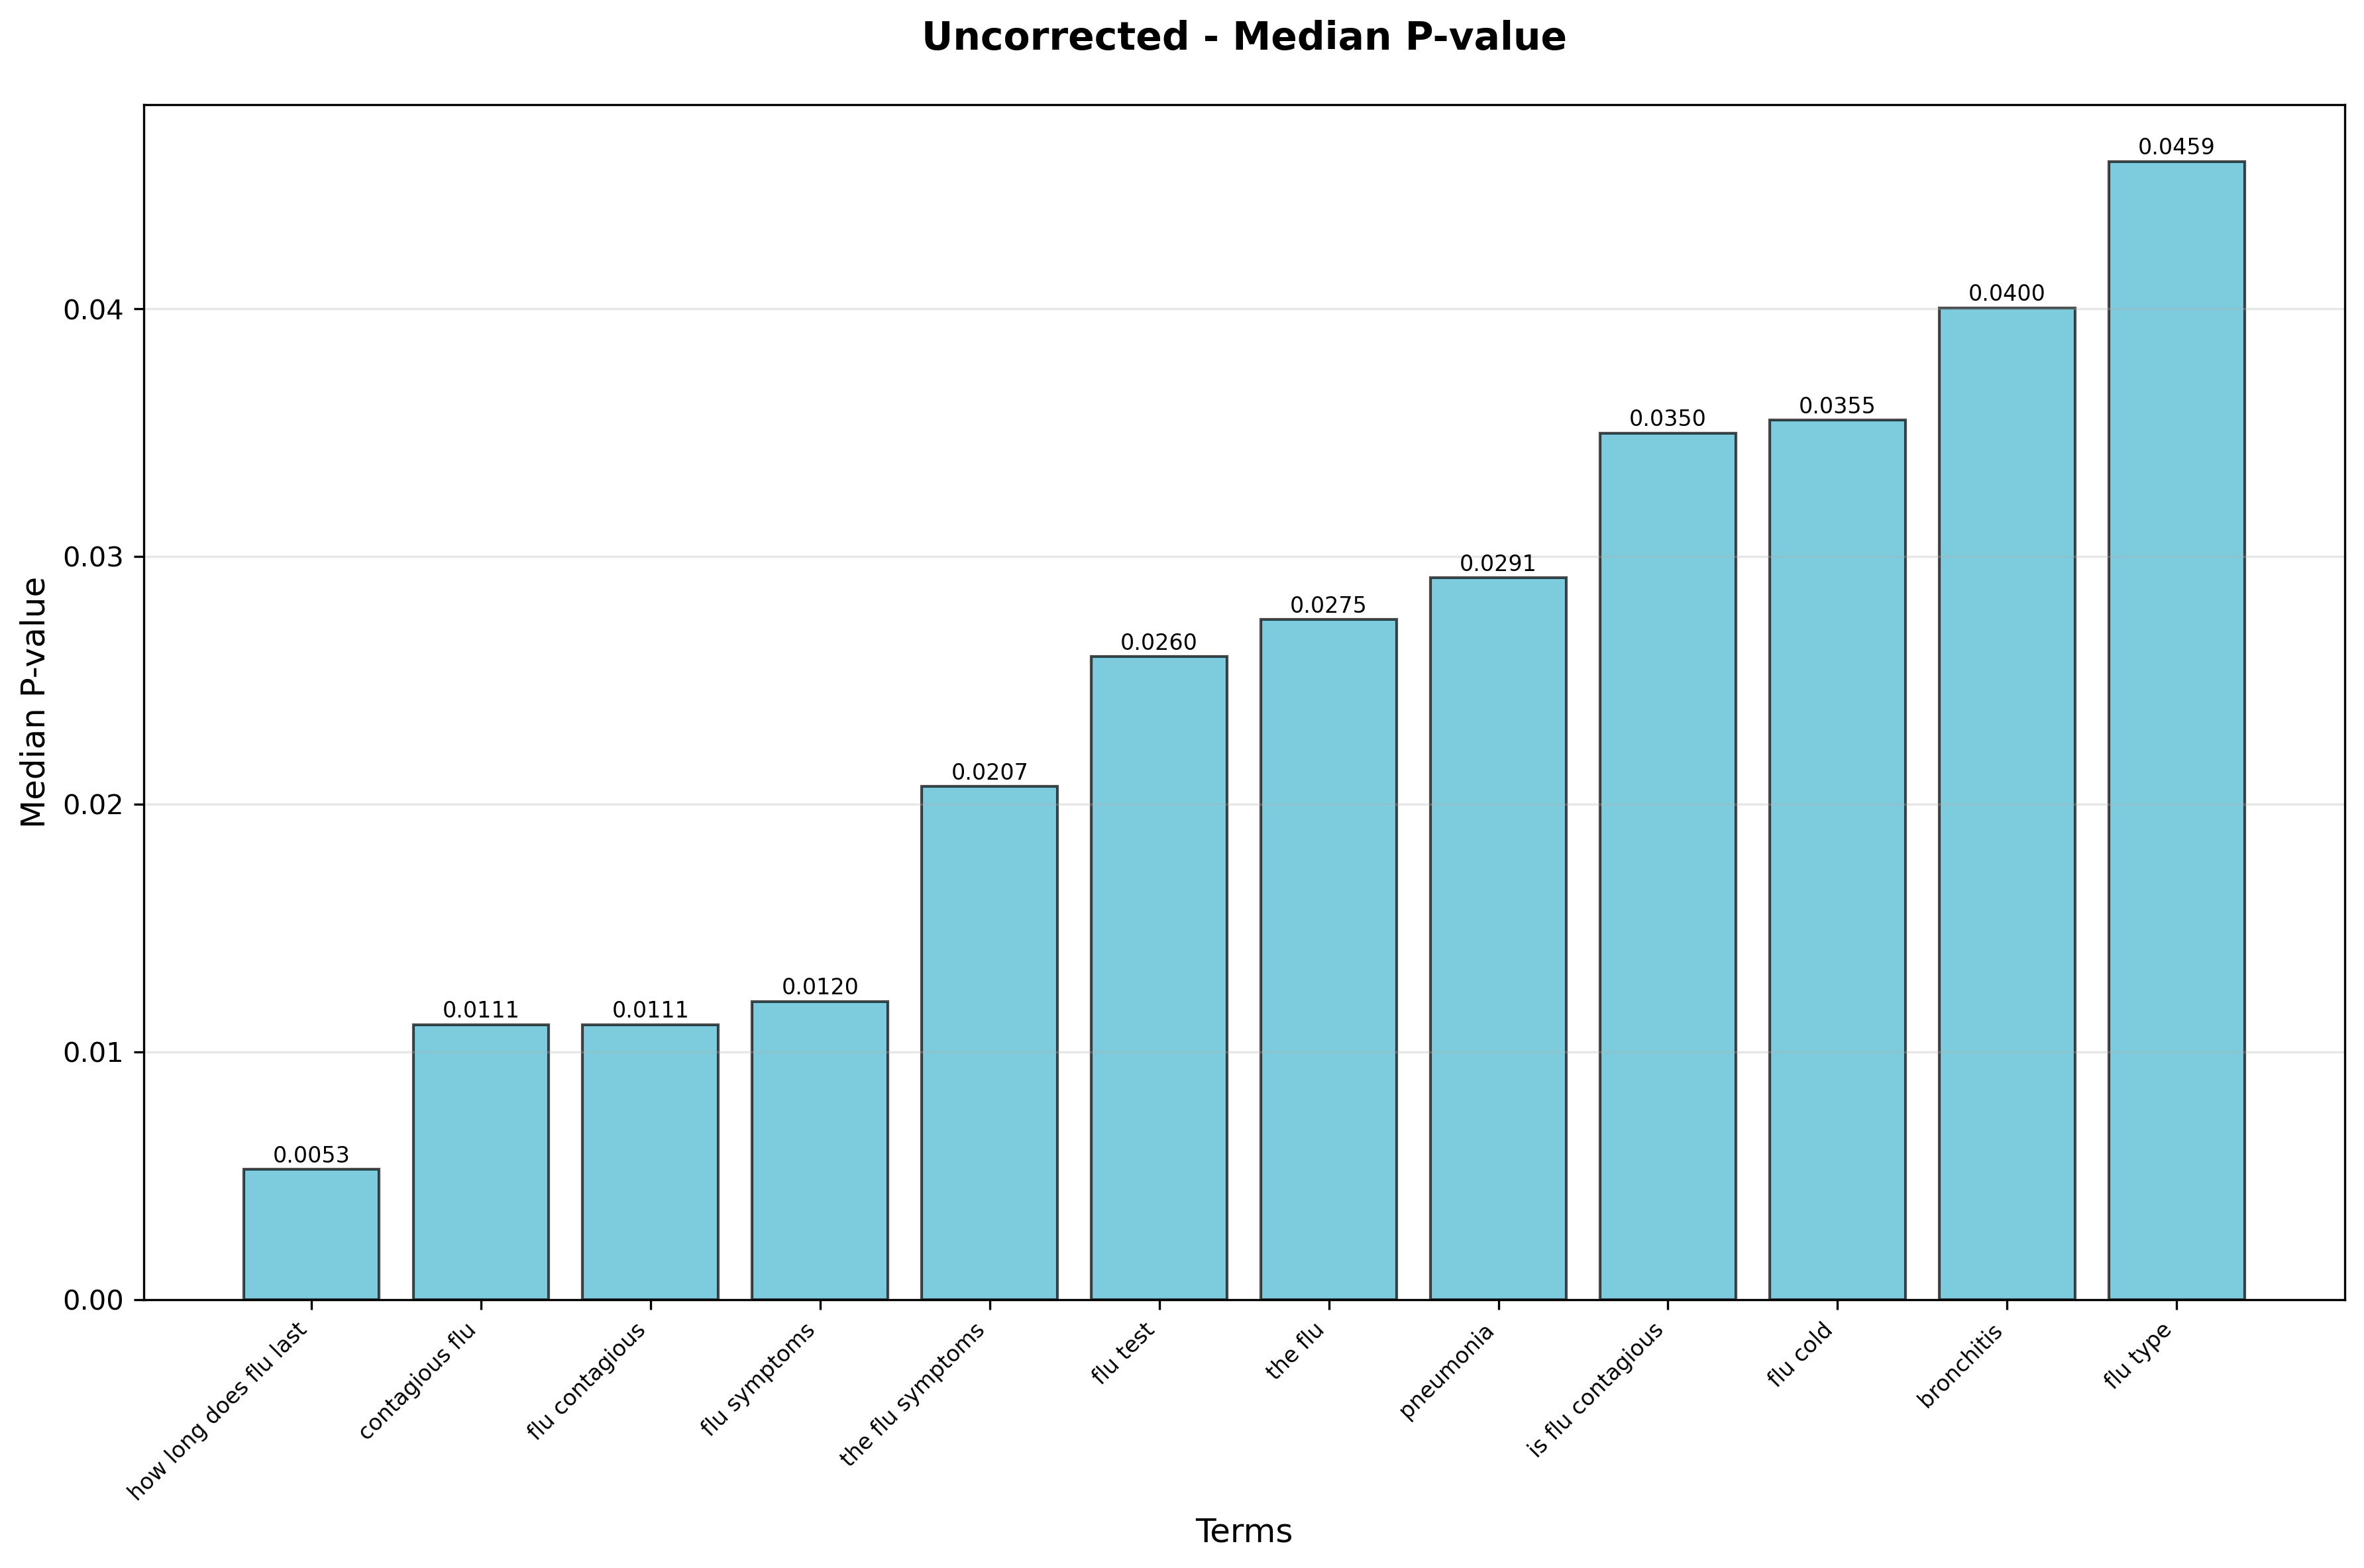 Uncorrected - Median P-value
Median P-value
0.04
0.03
0.02
0.01
0.00
0.0053
0.0111
0.0111
0.0120
0.0207
0.0260
0.0275
0.0291
0.0350
0.0355
0.0400
0.0459
how long does flu last
contagious flu
flu contagious
flu symptoms
the flu symptoms
flu test
the flu
pneumonia
is flu contagious
flu cold
bronchitis
flu type
Terms